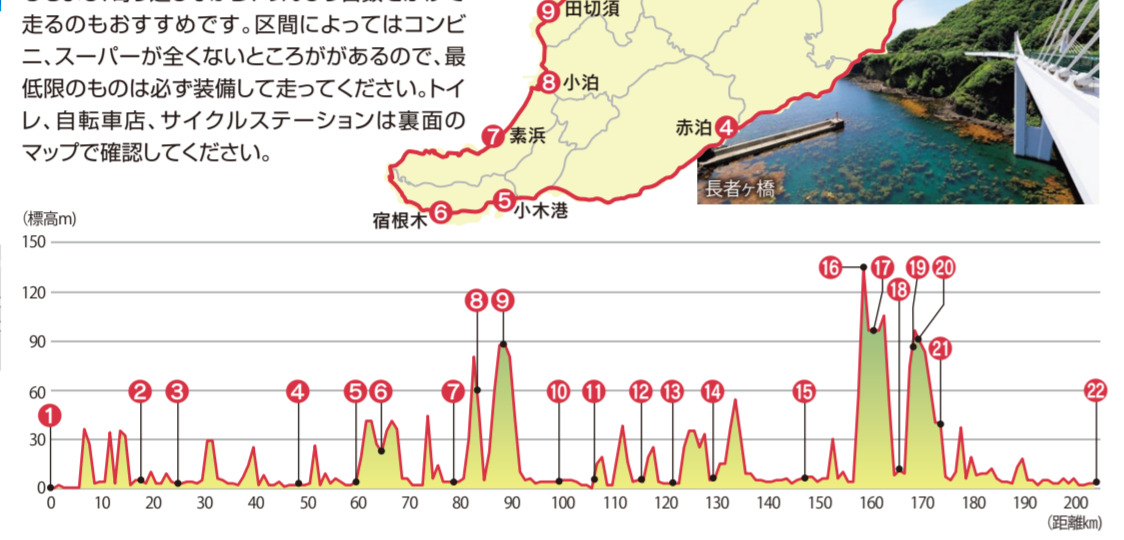 走るのもおすすめです。区間によってはコンビ
ニ、スーパーが全くないところががあるので、最
低限のものは必ず装備して走ってください。トイ
レ、自転車店、サイクルステーションは裏面の
マップで確認してください。
9 田切須
8 小泊
7 素浜
赤泊 4
5 小木港
宿根木 6
長者ヶ橋
(標高m)
150
120
90
60
30
0
1 2 3 4 5 6 7 8 9 10 11 12 13 14 15 16 17 18 19 20 21 22
0 10 20 30 40 50 60 70 80 90 100 110 120 130 140 150 160 170 180 190 200
(距離km)